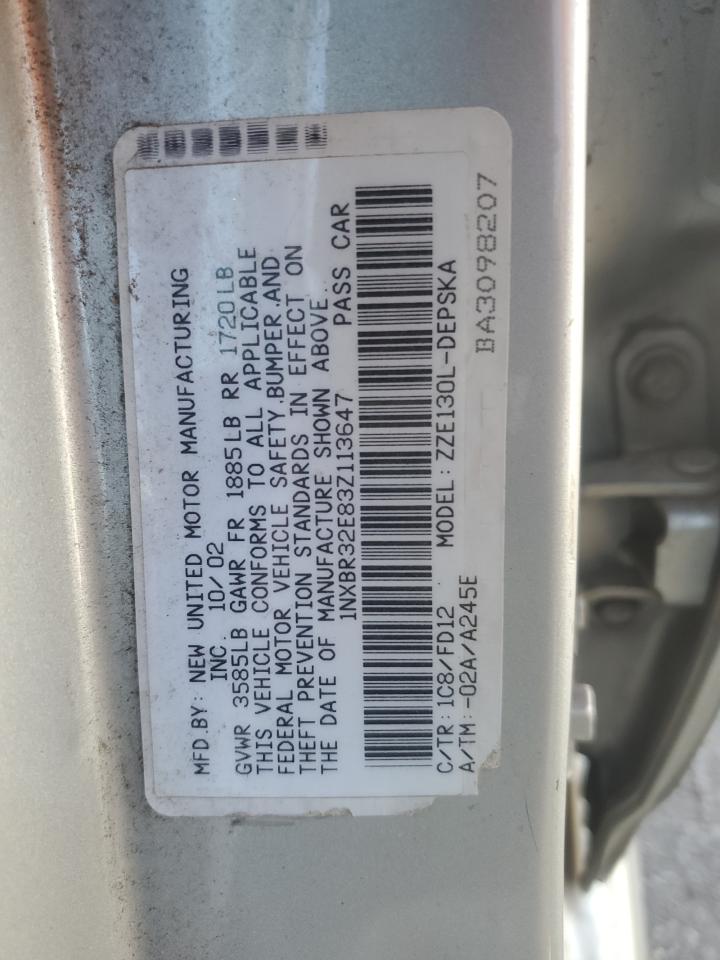 MFD.BY: NEW UNITED MOTOR MANUFACTURING
INC. 10/02
GVWR 3585LB GAWR FR 1885LB RR 1720LB
THIS VEHICLE CONFORMS TO ALL APPLICABLE
FEDERAL MOTOR VEHICLE SAFETY,BUMPER,AND
THEFT PREVENTION STANDARDS IN EFFECT ON
THE DATE OF MANUFACTURE SHOWN ABOVE.
1NXBR32E83Z113647 PASS CAR
C/TR: 1C8/FD12 MODEL: ZZE130L-DEPSKA
A/TM: -02A/A245E
BA3098207